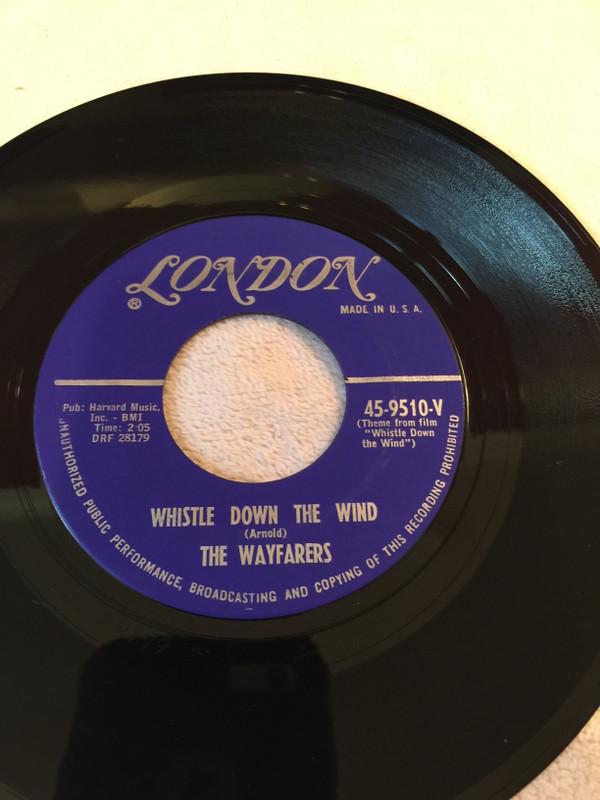 LONDON
®
MADE IN U. S. A.
Pub: Harvard Music,
Inc. - BMI
Time: 2:05
DRF 28179
45-9510-V
(Theme from film
"Whistle Down
the Wind")
WHISTLE DOWN THE WIND
(Arnold)
THE WAYFARERS
UNAUTHORIZED PUBLIC PERFORMANCE, BROADCASTING AND COPYING OF THIS RECORDING PROHIBITED